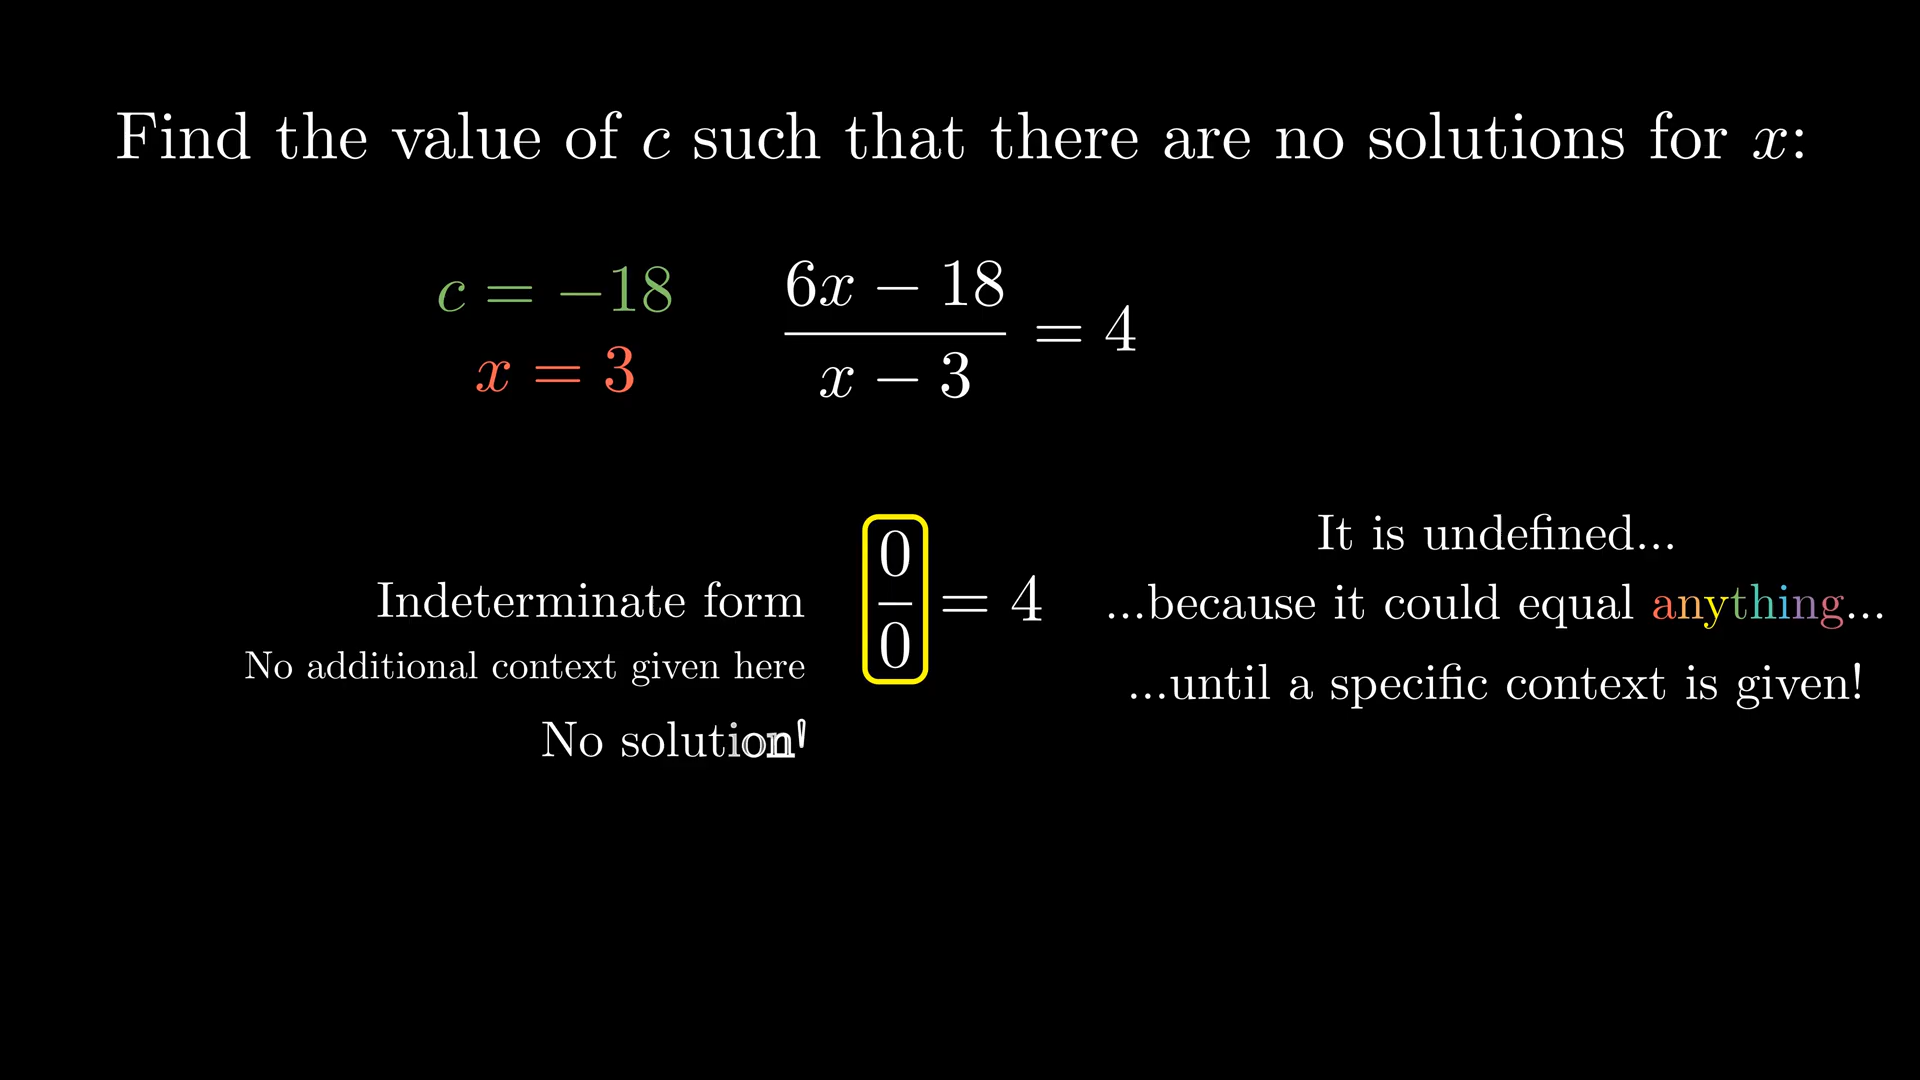 Find the value of c such that there are no solutions for x:
c = −18
x = 3
6x − 18
x − 3
= 4
Indeterminate form
No additional context given here
No solution!
0
0
= 4
It is undefined...
...because it could equal anything...
...until a specific context is given!